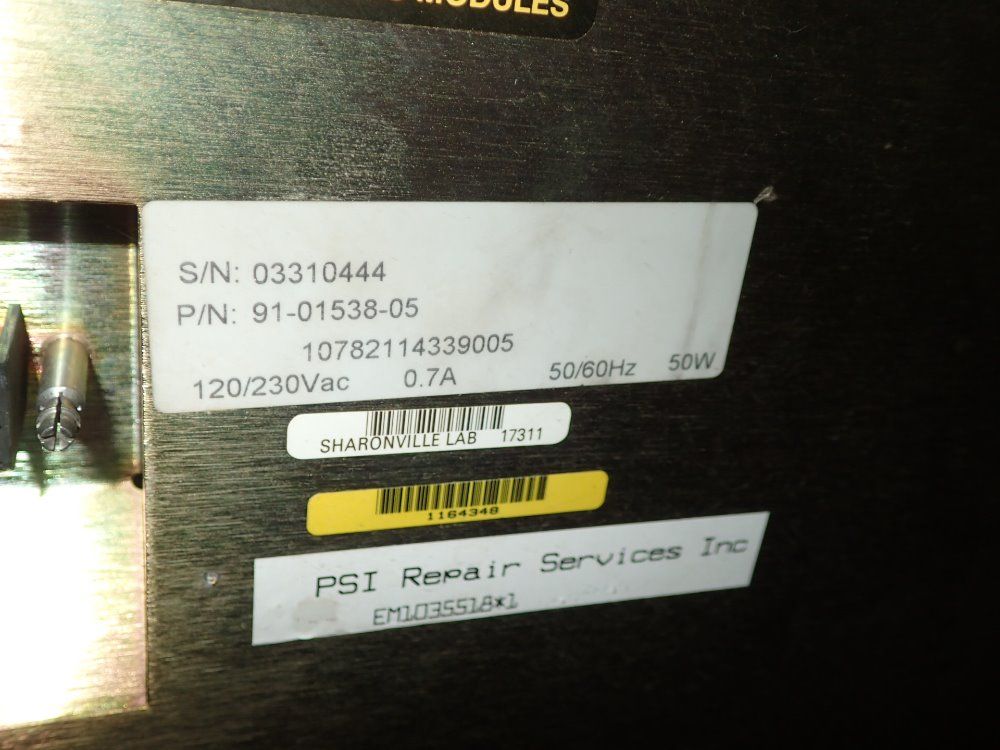 MODULES
S/N: 03310444
P/N: 91-01538-05
10782114339005
120/230Vac 0.7A 50/60Hz 50W
SHARONVILLE LAB 17311
1164348
PSI Repair Services Inc
EM1035518*1